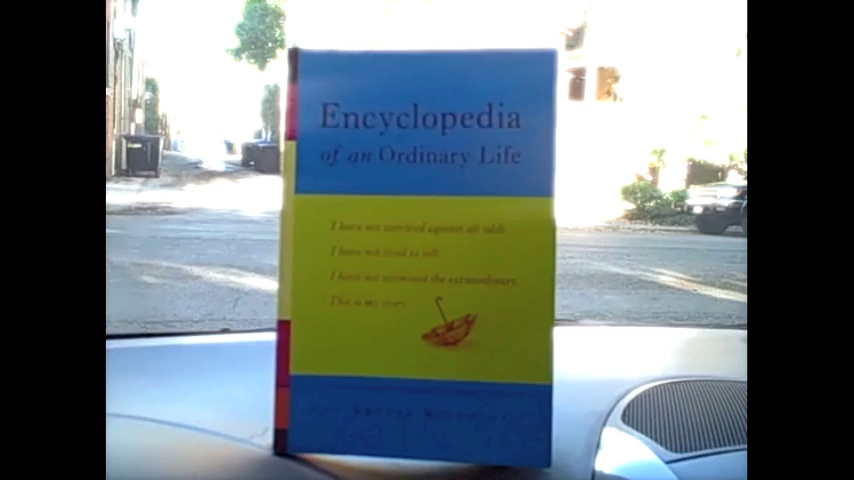 Encyclopedia
of an Ordinary Life
I have not survived against all odds.
I have not lived to tell.
I have not witnessed the extraordinary.
This is my story.